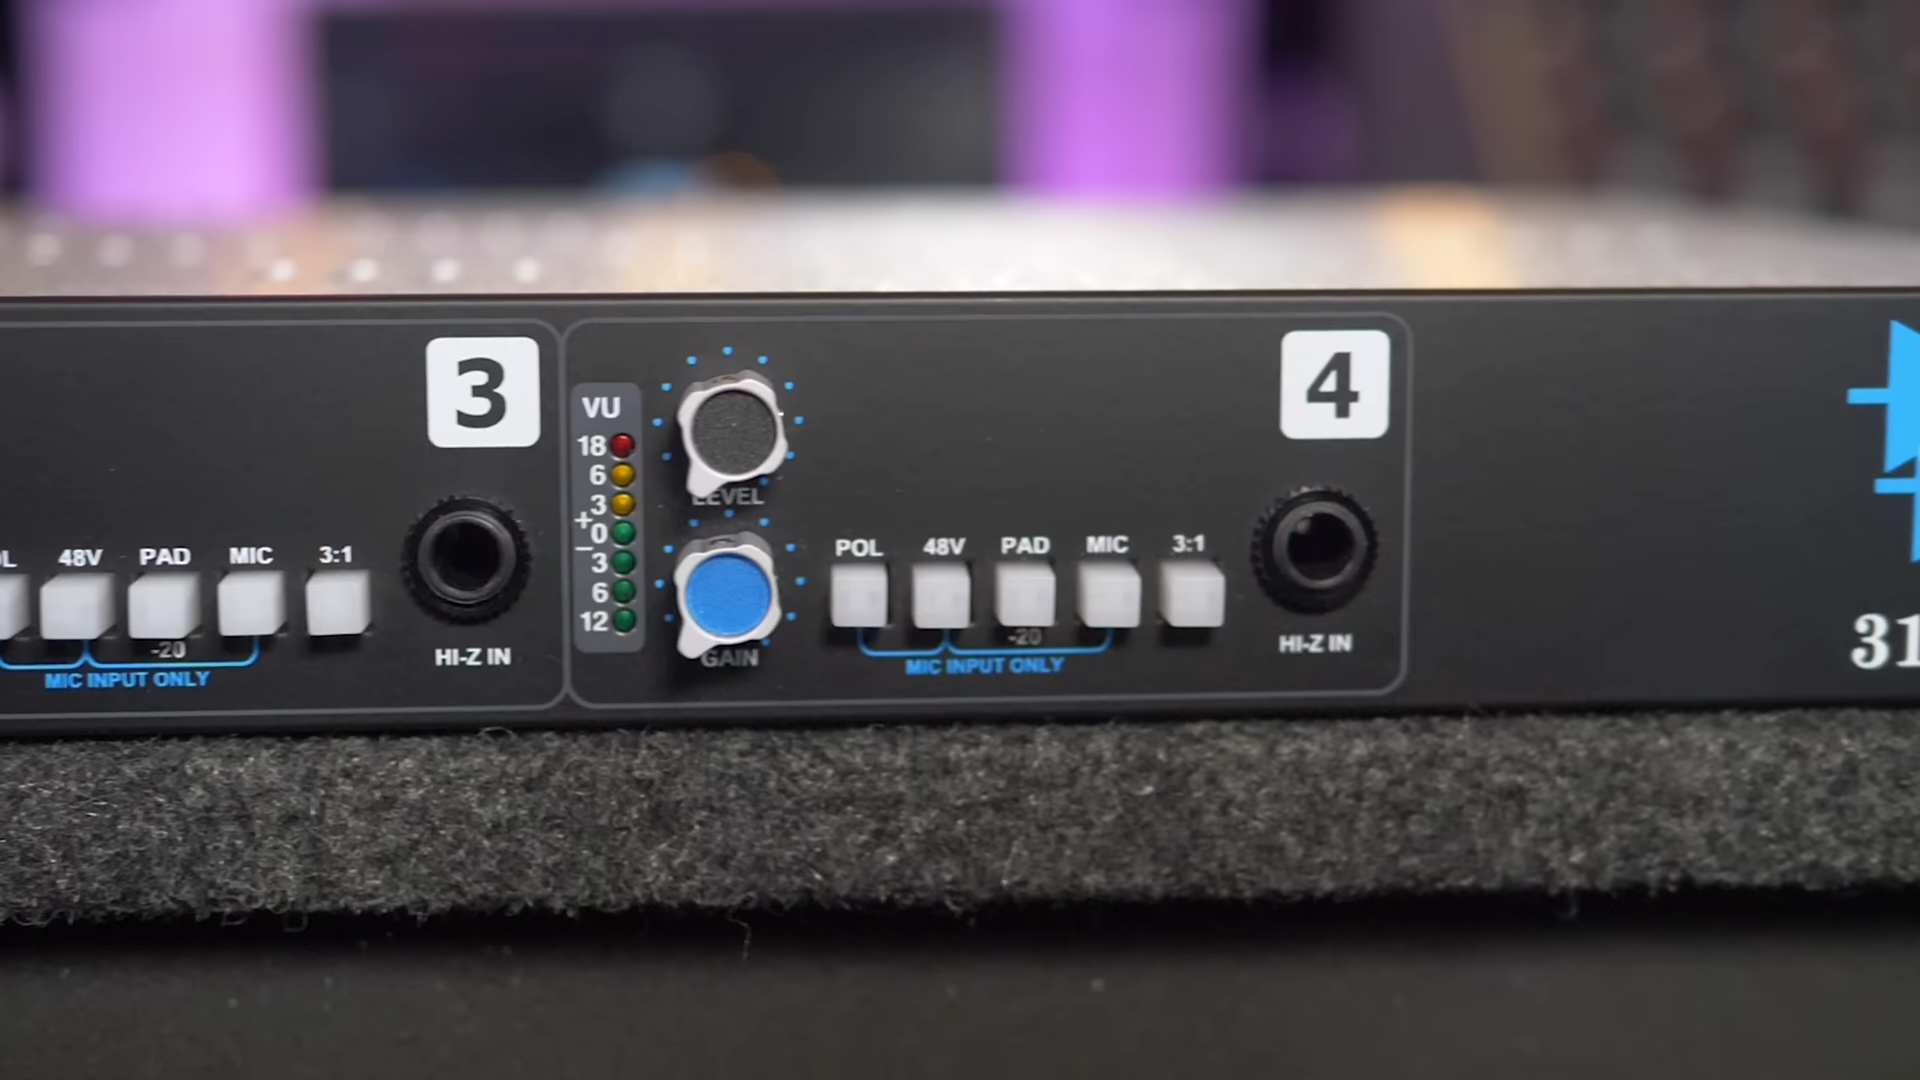 3
48V PAD MIC 3:1
-20
MIC INPUT ONLY
HI-Z IN
VU
18
6
3
+
0
−
3
6
12
LEVEL
GAIN
4
POL 48V PAD MIC 3:1
-20
MIC INPUT ONLY
HI-Z IN